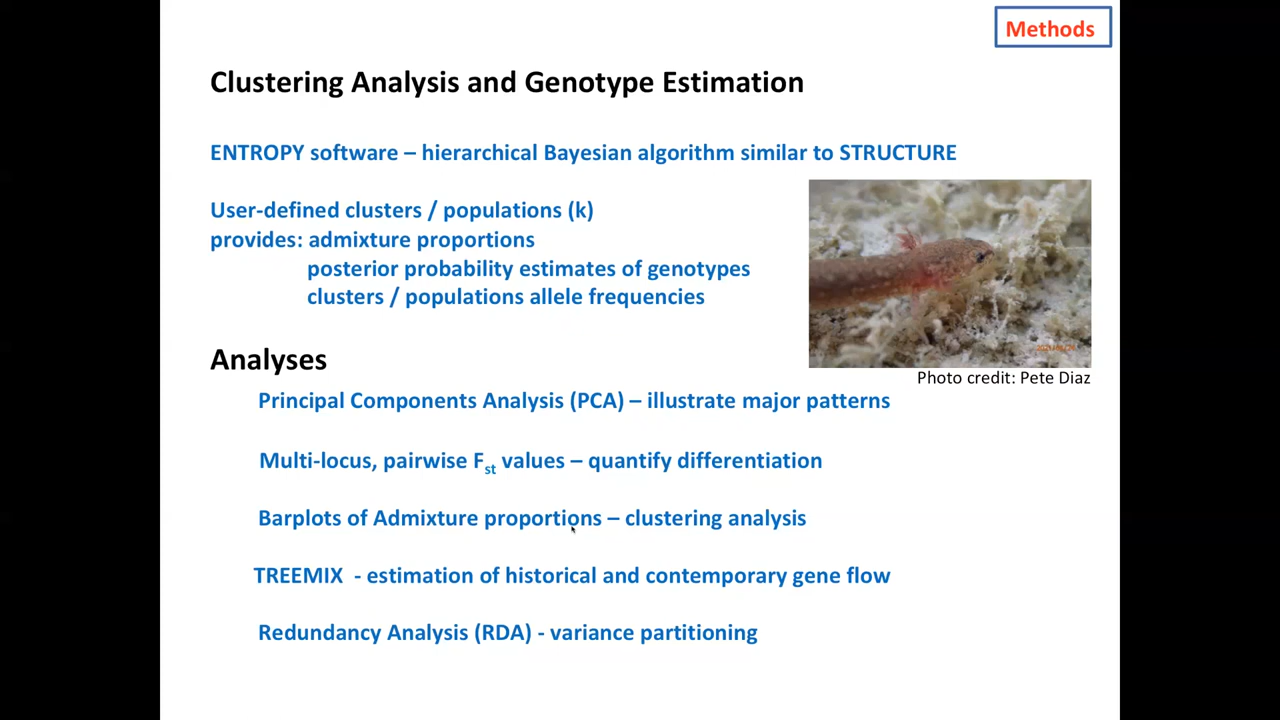 Methods
Clustering Analysis and Genotype Estimation
ENTROPY software – hierarchical Bayesian algorithm similar to STRUCTURE
User-defined clusters / populations (k)
provides: admixture proportions
posterior probability estimates of genotypes
clusters / populations allele frequencies
Photo credit: Pete Diaz
Analyses
Principal Components Analysis (PCA) – illustrate major patterns
Multi-locus, pairwise Fst values – quantify differentiation
Barplots of Admixture proportions – clustering analysis
TREEMIX - estimation of historical and contemporary gene flow
Redundancy Analysis (RDA) - variance partitioning